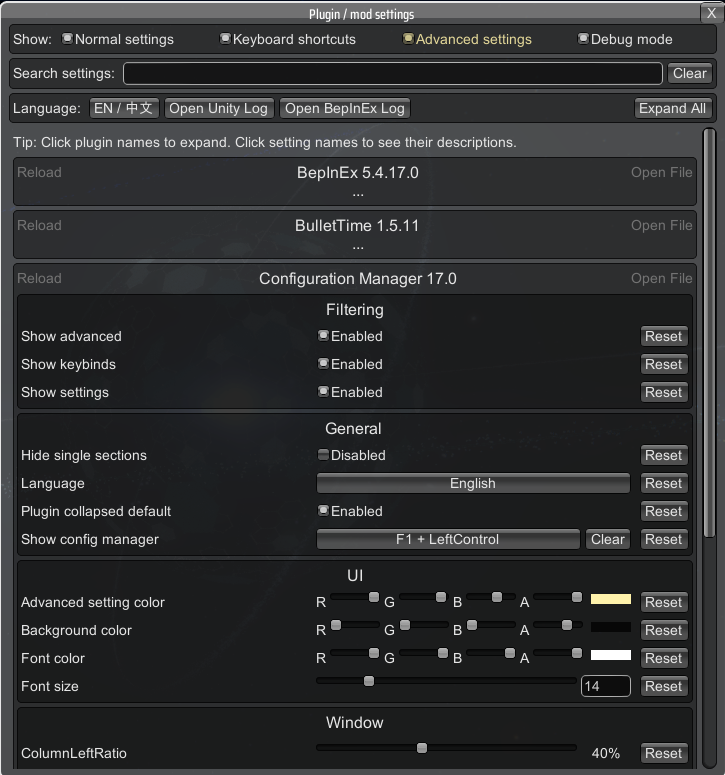 Plugin / mod settings X
Show: Normal settings Keyboard shortcuts Advanced settings Debug mode
Search settings: Clear
Language: EN / 中文 Open Unity Log Open BepInEx Log Expand All
Tip: Click plugin names to expand. Click setting names to see their descriptions.
Reload BepInEx 5.4.17.0 Open File
...
Reload BulletTime 1.5.11 Open File
...
Reload Configuration Manager 17.0 Open File
Filtering
Show advanced Enabled Reset
Show keybinds Enabled Reset
Show settings Enabled Reset
General
Hide single sections Disabled Reset
Language English Reset
Plugin collapsed default Enabled Reset
Show config manager F1 + LeftControl Clear Reset
UI
Advanced setting color R G B A Reset
Background color R G B A Reset
Font color R G B A Reset
Font size 14 Reset
Window
ColumnLeftRatio 40% Reset